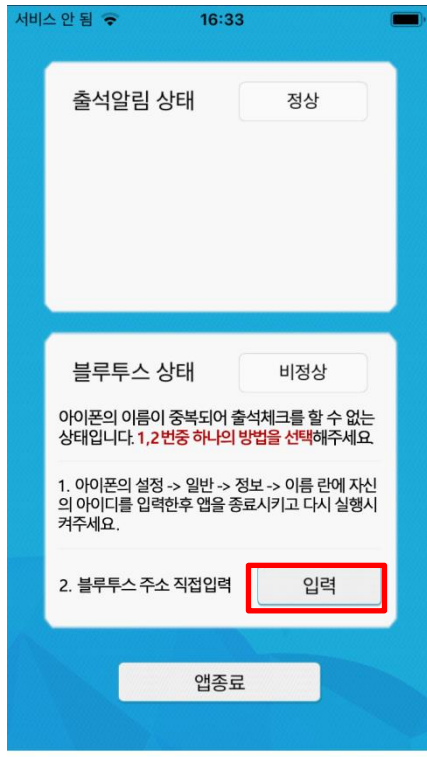 서비스 안 됨 16:33
출석알림 상태 정상
블루투스 상태 비정상
아이폰의 이름이 중복되어 출석체크를 할 수 없는
상태입니다. 1,2번중 하나의 방법을 선택해주세요.
1. 아이폰의 설정 -> 일반 -> 정보 -> 이름 란에 자신
의 아이디를 입력한후 앱을 종료시키고 다시 실행시
켜주세요.
2. 블루투스 주소 직접입력 입력
앱종료